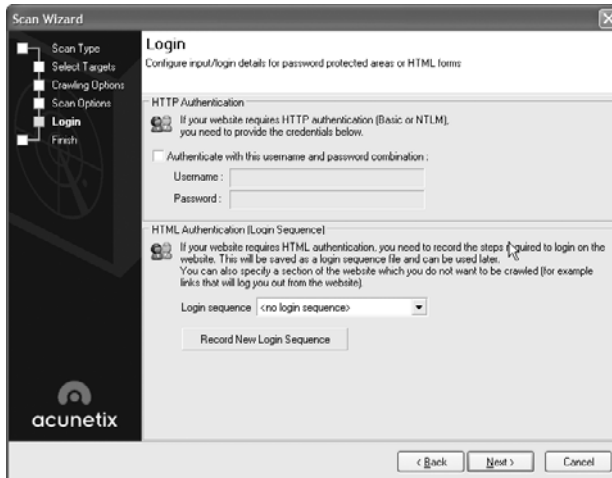 Scan Wizard
Scan Type
Select Targets
Crawling Options
Scan Options
Login
Finish
acunetix
Login
Configure input/login details for password protected areas or HTML forms
HTTP Authentication
If your website requires HTTP authentication (Basic or NTLM),
you need to provide the credentials below.
Authenticate with this username and password combination :
Username :
Password :
HTML Authentication (Login Sequence)
If your website requires HTML authentication, you need to record the steps required to login on the
website. This will be saved as a login sequence file and can be used later.
You can also specify a section of the website which you do not want to be crawled (for example
links that will log you out from the website).
Login sequence <no login sequence>
Record New Login Sequence
< Back Next > Cancel